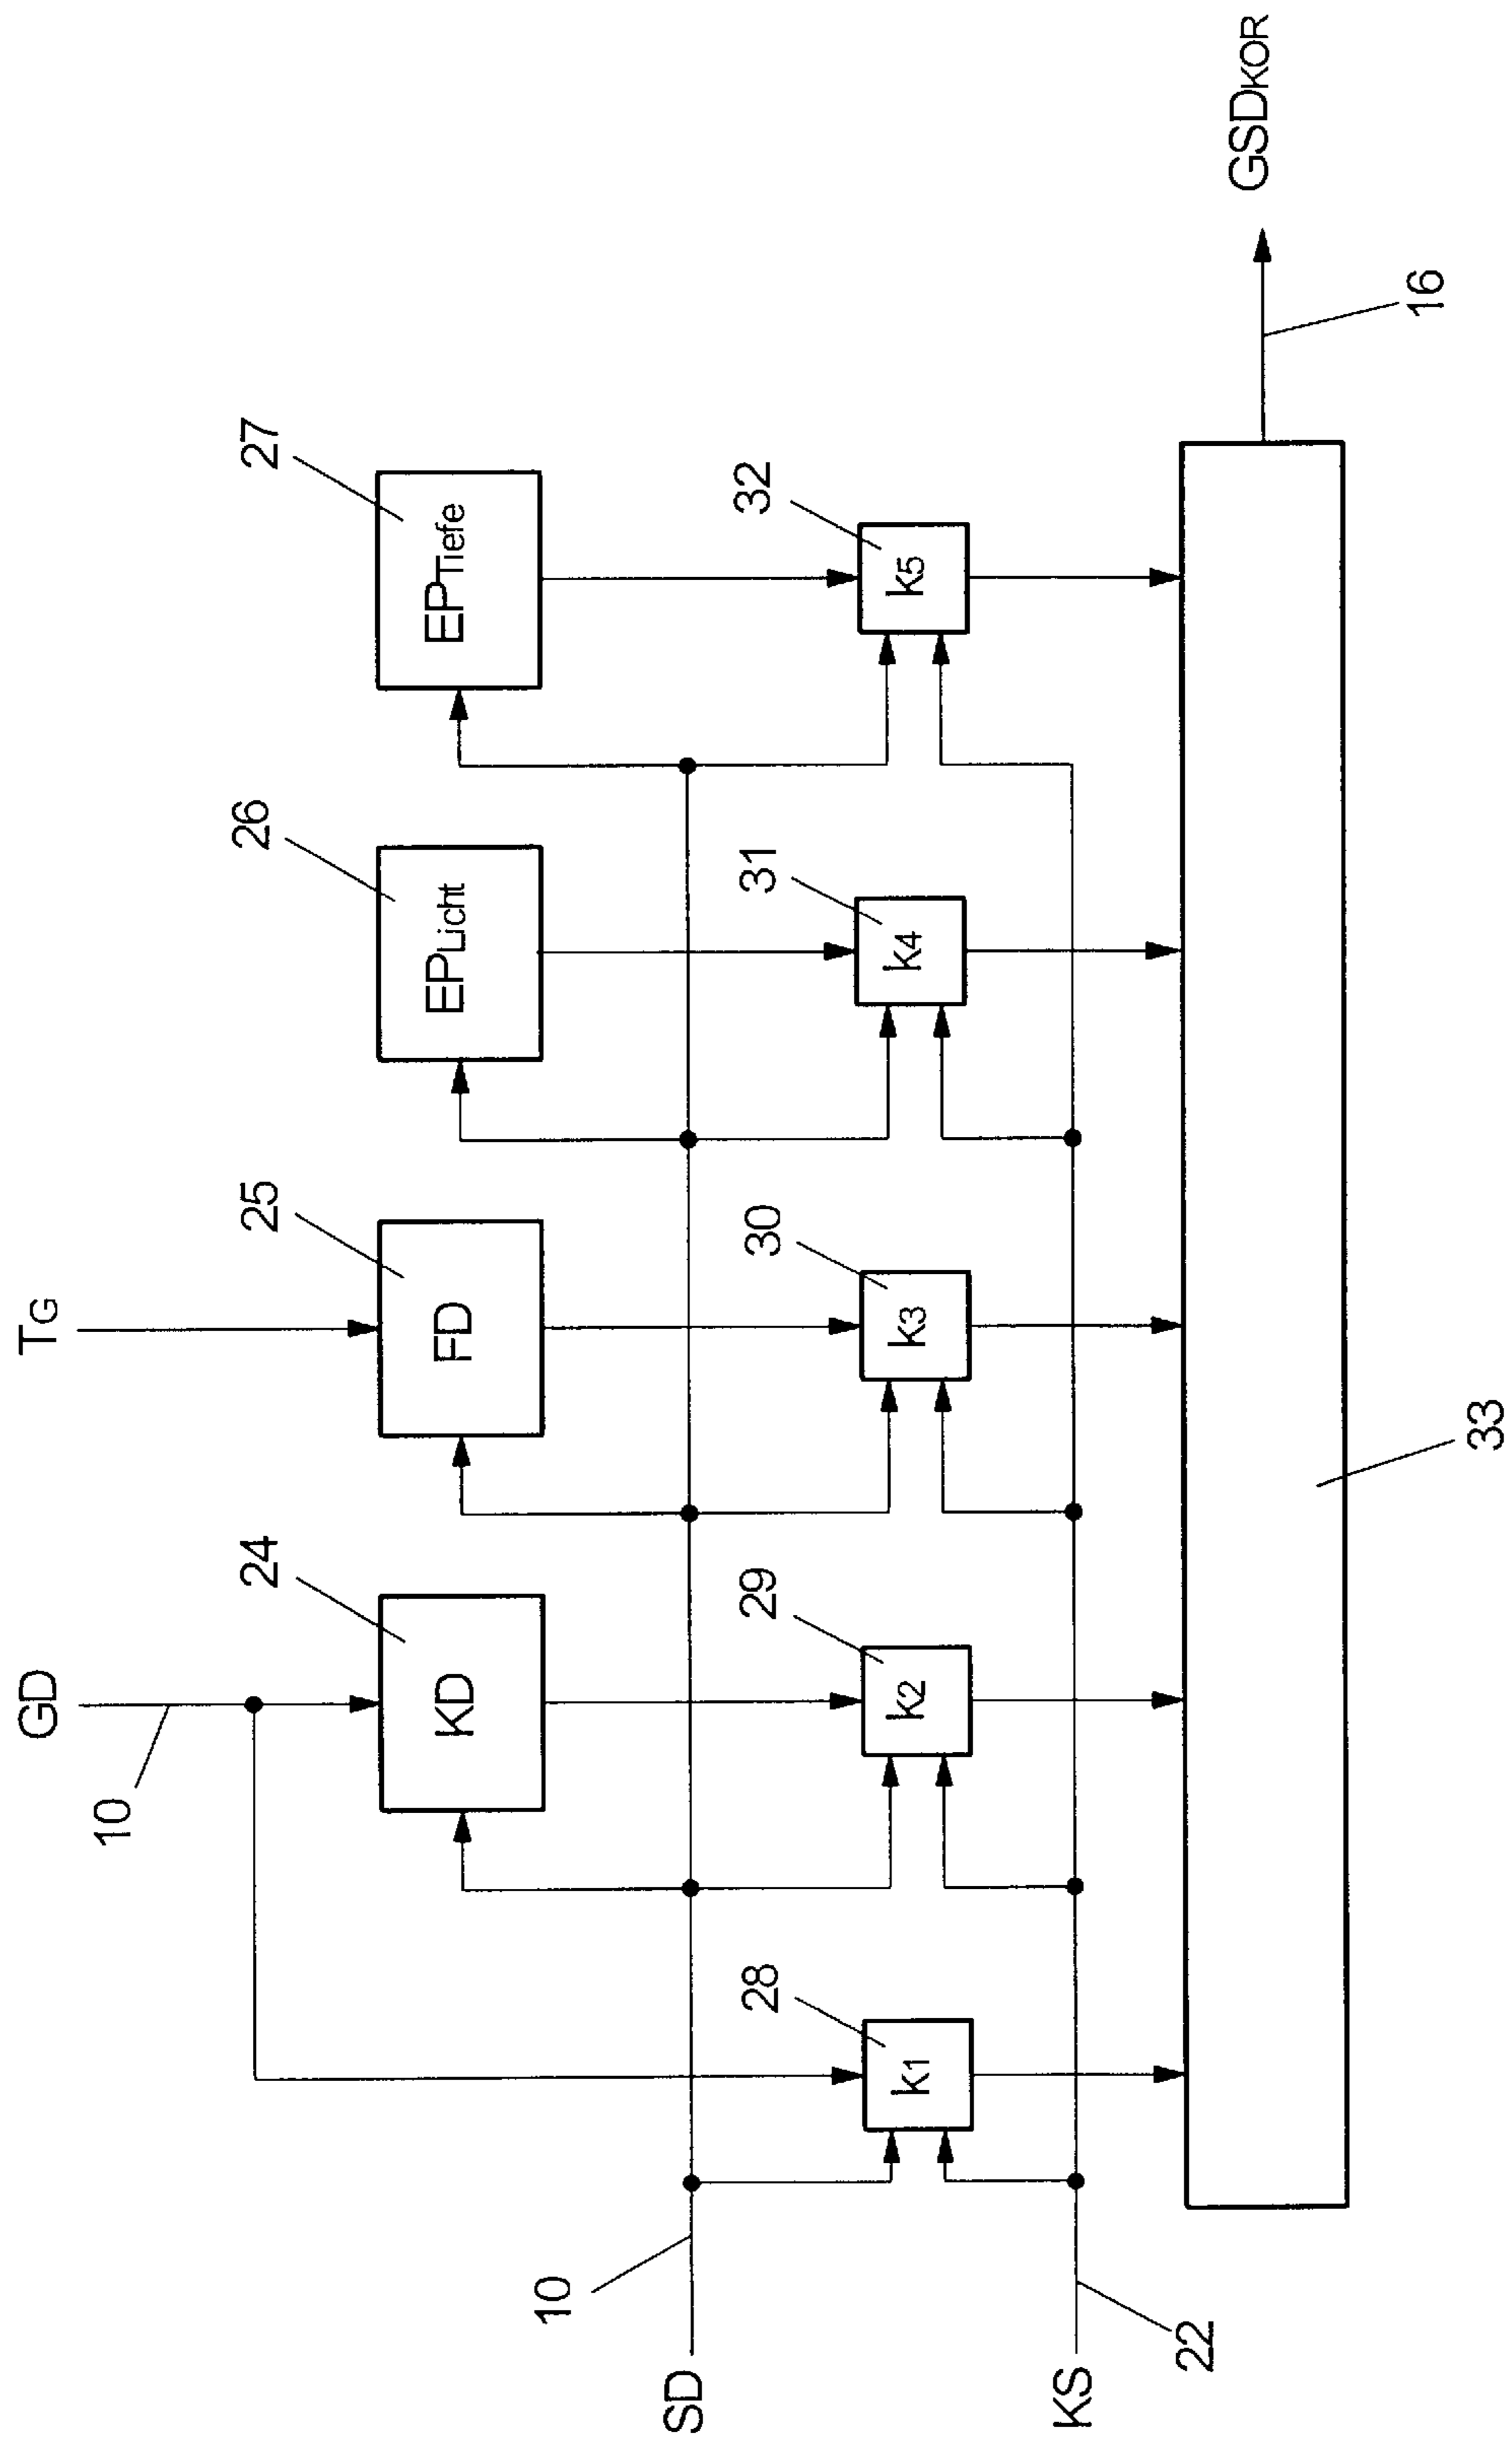 GD
TG
10
24
25
26
27
KD
FD
EPLicht
EPTiefe
28
29
30
31
32
k1
k2
k3
k4
k5
10
SD
KS
22
33
16
GSDKOR